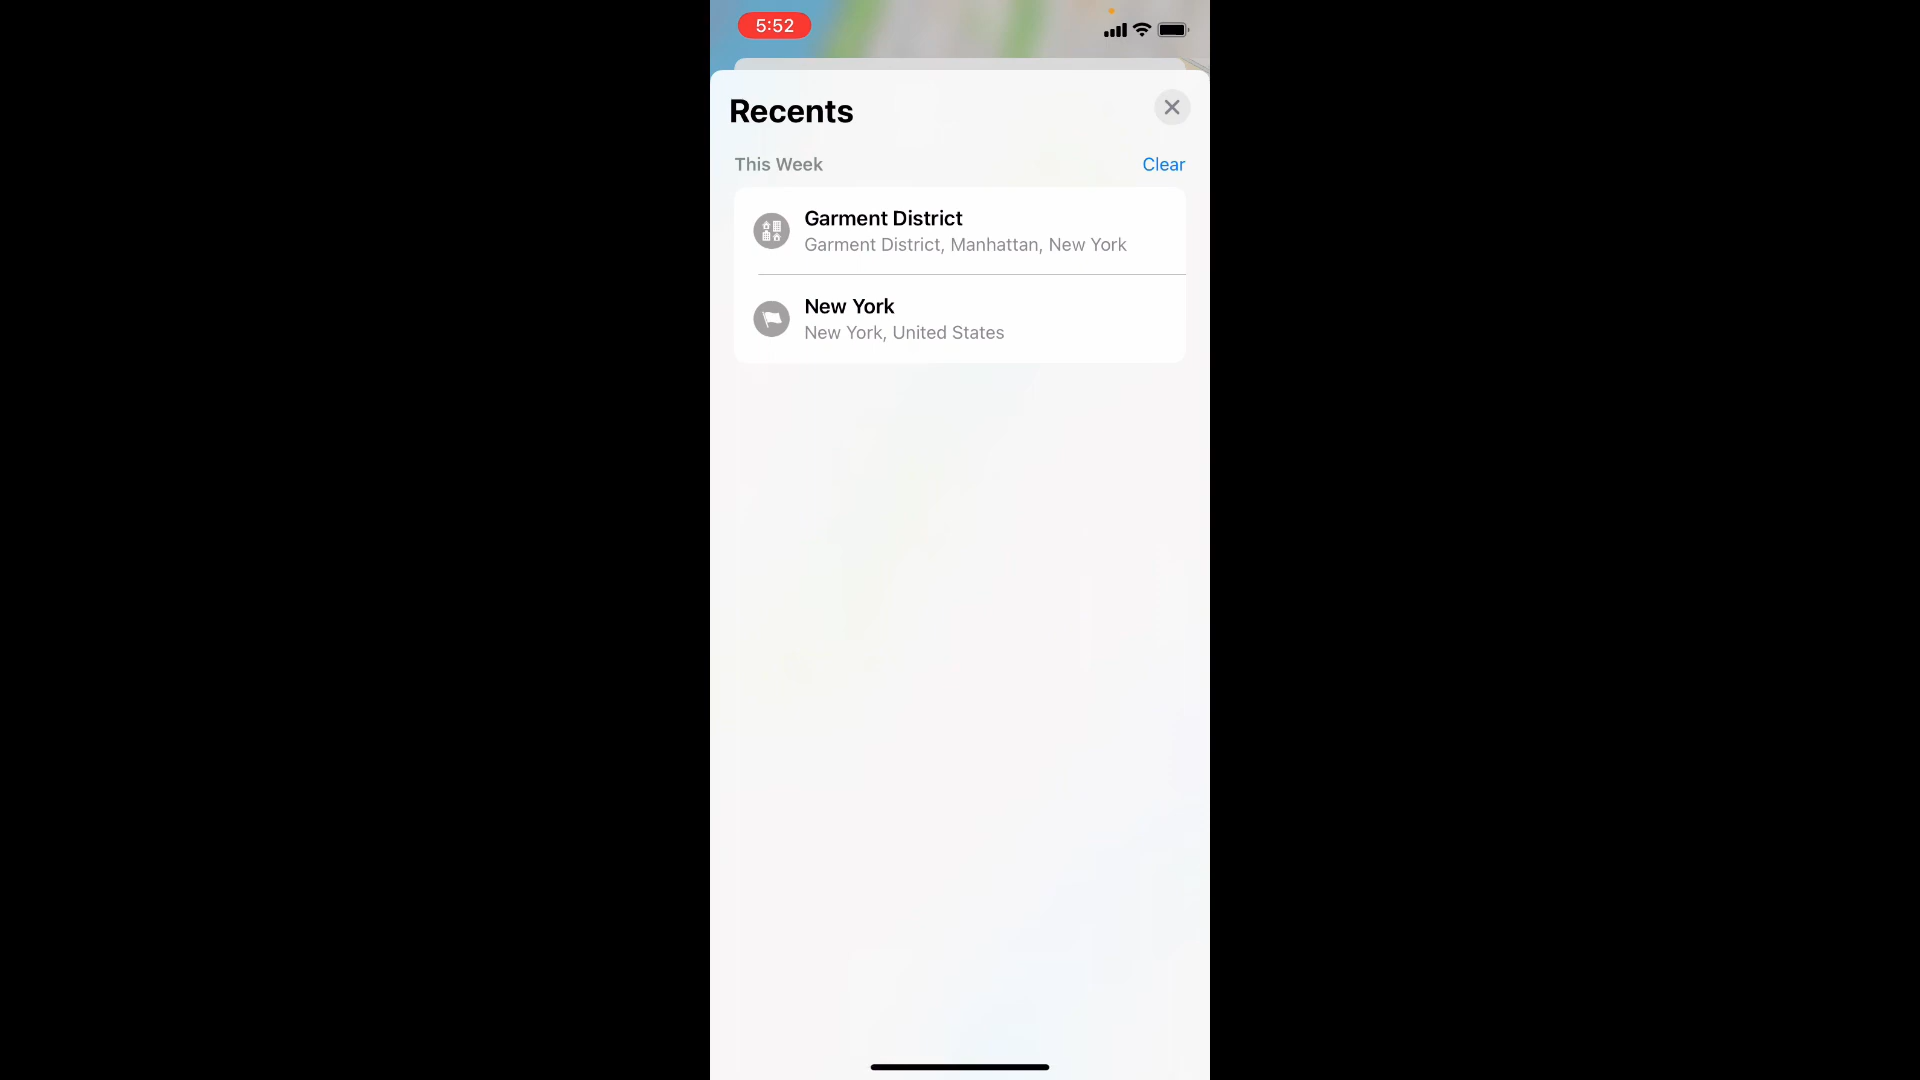 5:52
Recents
This Week
Clear
Garment District
Garment District, Manhattan, New York
New York
New York, United States